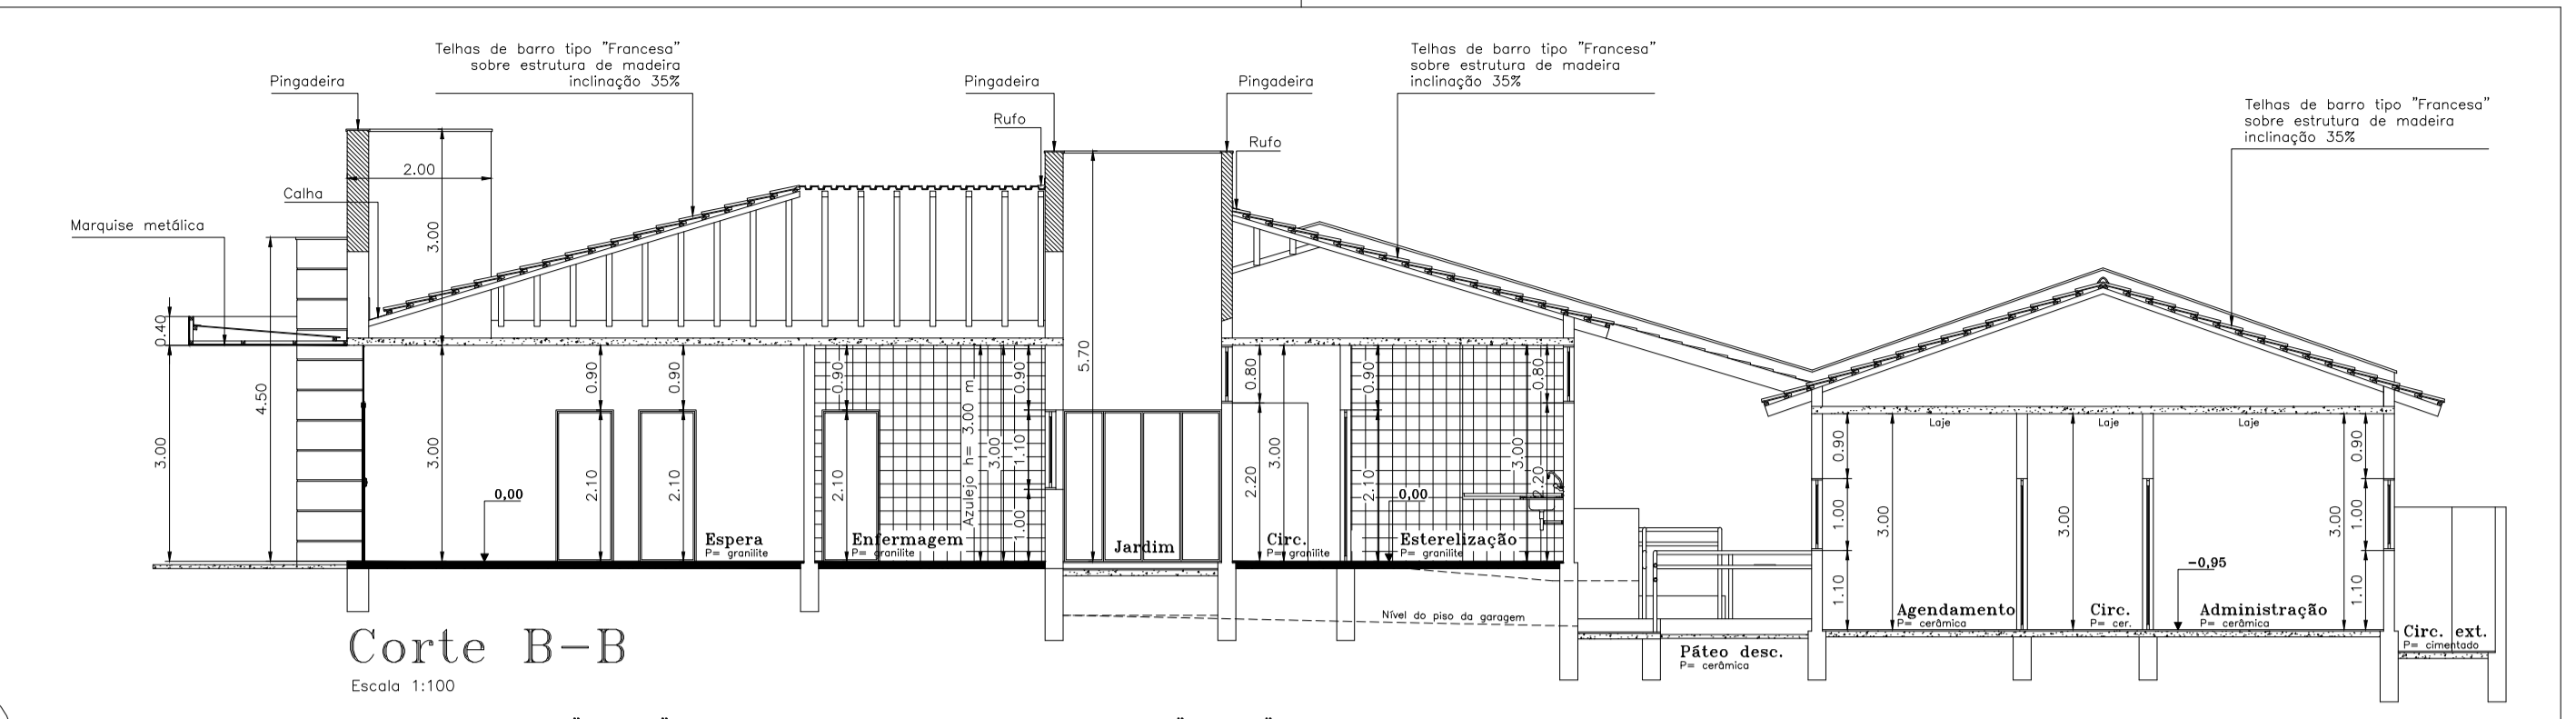 Telhas de barro tipo "Francesa"
sobre estrutura de madeira
inclinação 35%
Telhas de barro tipo "Francesa"
sobre estrutura de madeira
inclinação 35%
Pingadeira
Pingadeira
Pingadeira
Telhas de barro tipo "Francesa"
sobre estrutura de madeira
inclinação 35%
Rufo
Rufo
2.00
Calha
Marquise metálica
3.00
0.40
4.50
3.00
3.00
0.90
0.90
0.90
0.90
2.10
2.10
2.10
Azulejo h= 3.00 m
3.00
1.10
1.00
5.70
0.80
2.20
3.00
0.90
2.10
3.00
0.80
2.20
Laje
Laje
Laje
0.90
1.00
1.10
3.00
3.00
3.00
0.90
1.00
1.10
0,00
0,00
-0,95
Espera
P= granilite
Enfermagem
P= granilite
Jardim
Circ.
P= granilite
Esterelização
P= granilite
Nível do piso da garagem
Agendamento
P= cerâmica
Circ.
P= cer.
Administração
P= cerâmica
Circ. ext.
P= cimentado
Páteo desc.
P= cerâmica
Corte B-B
Escala 1:100